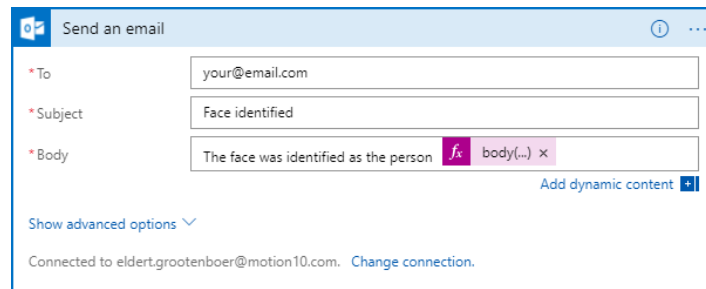 Send an email
*To your@email.com
*Subject Face identified
*Body The face was identified as the person fx body(...) ×
Add dynamic content
Show advanced options
Connected to eldert.grootenboer@motion10.com. Change connection.